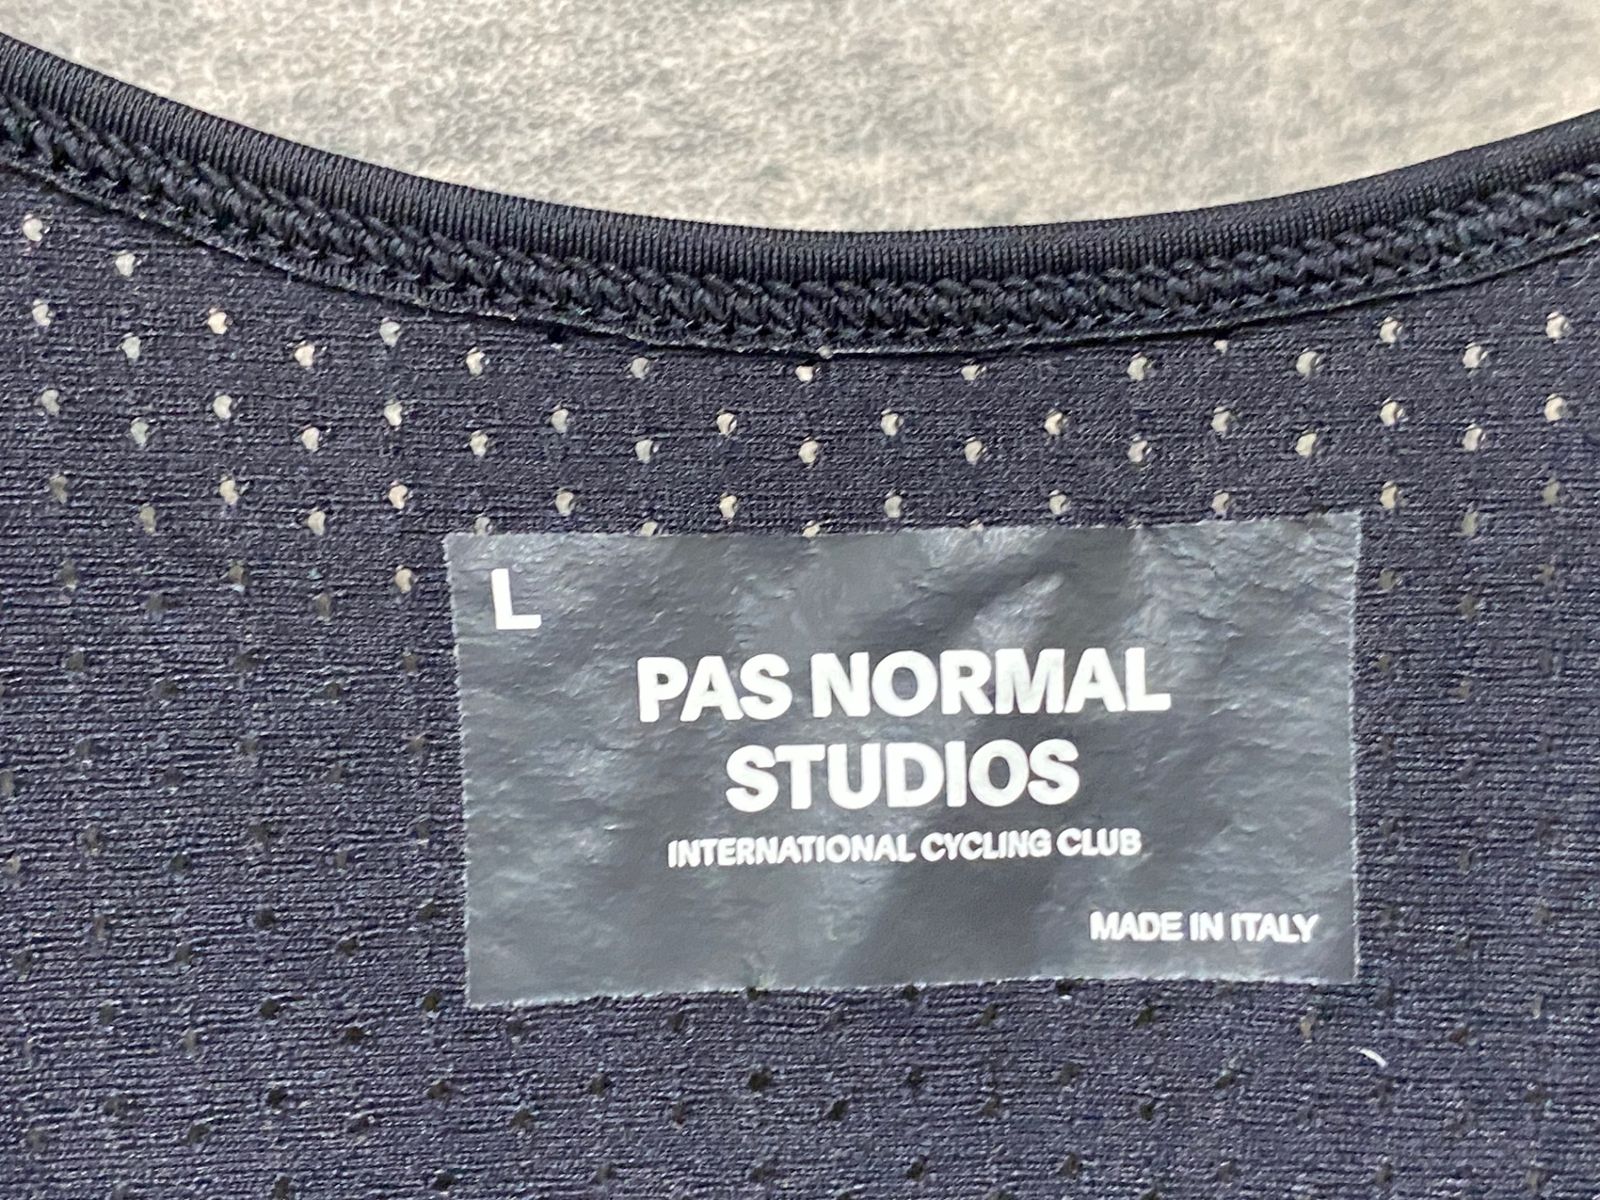 L
PAS NORMAL
STUDIOS
INTERNATIONAL CYCLING CLUB
MADE IN ITALY